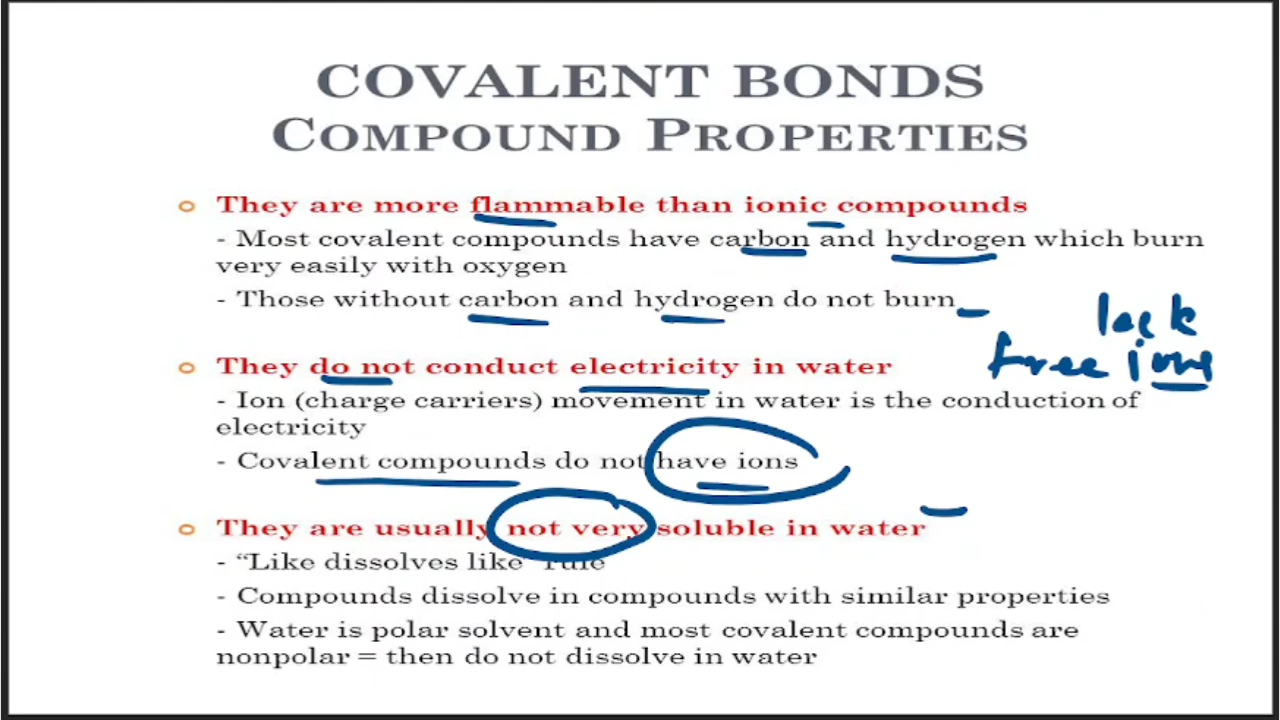 COVALENT BONDS
COMPOUND PROPERTIES
They are more flammable than ionic compounds
- Most covalent compounds have carbon and hydrogen which burn
very easily with oxygen
- Those without carbon and hydrogen do not burn
lack
free ions
They do not conduct electricity in water
- Ion (charge carriers) movement in water is the conduction of
electricity
- Covalent compounds do not have ions
They are usually not very soluble in water
- “Like dissolves like” rule
- Compounds dissolve in compounds with similar properties
- Water is polar solvent and most covalent compounds are
nonpolar = then do not dissolve in water